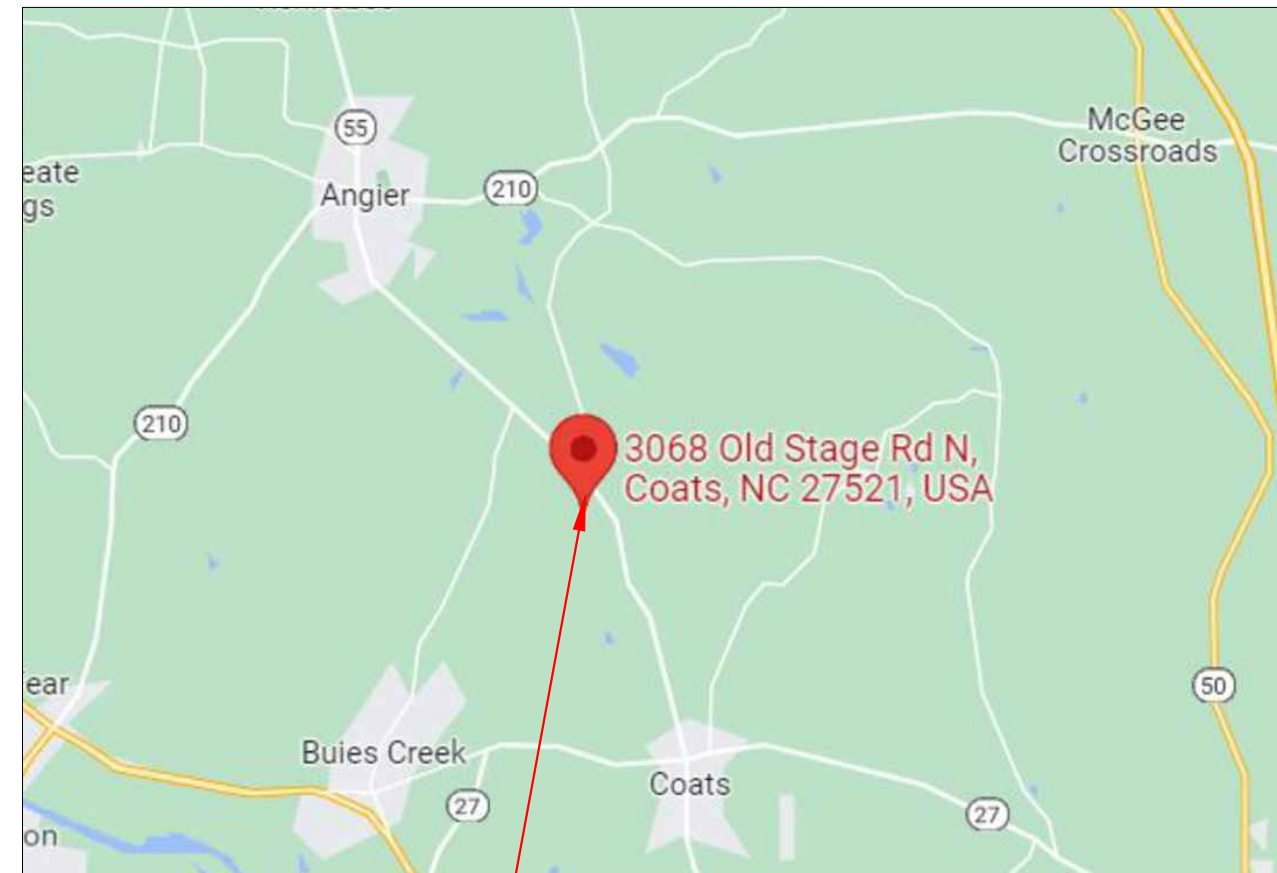 55
McGee
Crossroads
eate
gs
Angier
210
210
3068 Old Stage Rd N,
Coats, NC 27521, USA
ear
50
Buies Creek
Coats
27
27
on